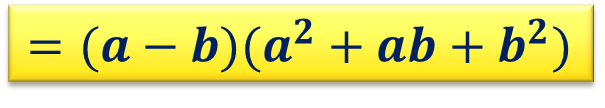 = (a − b)(a² + ab + b²)